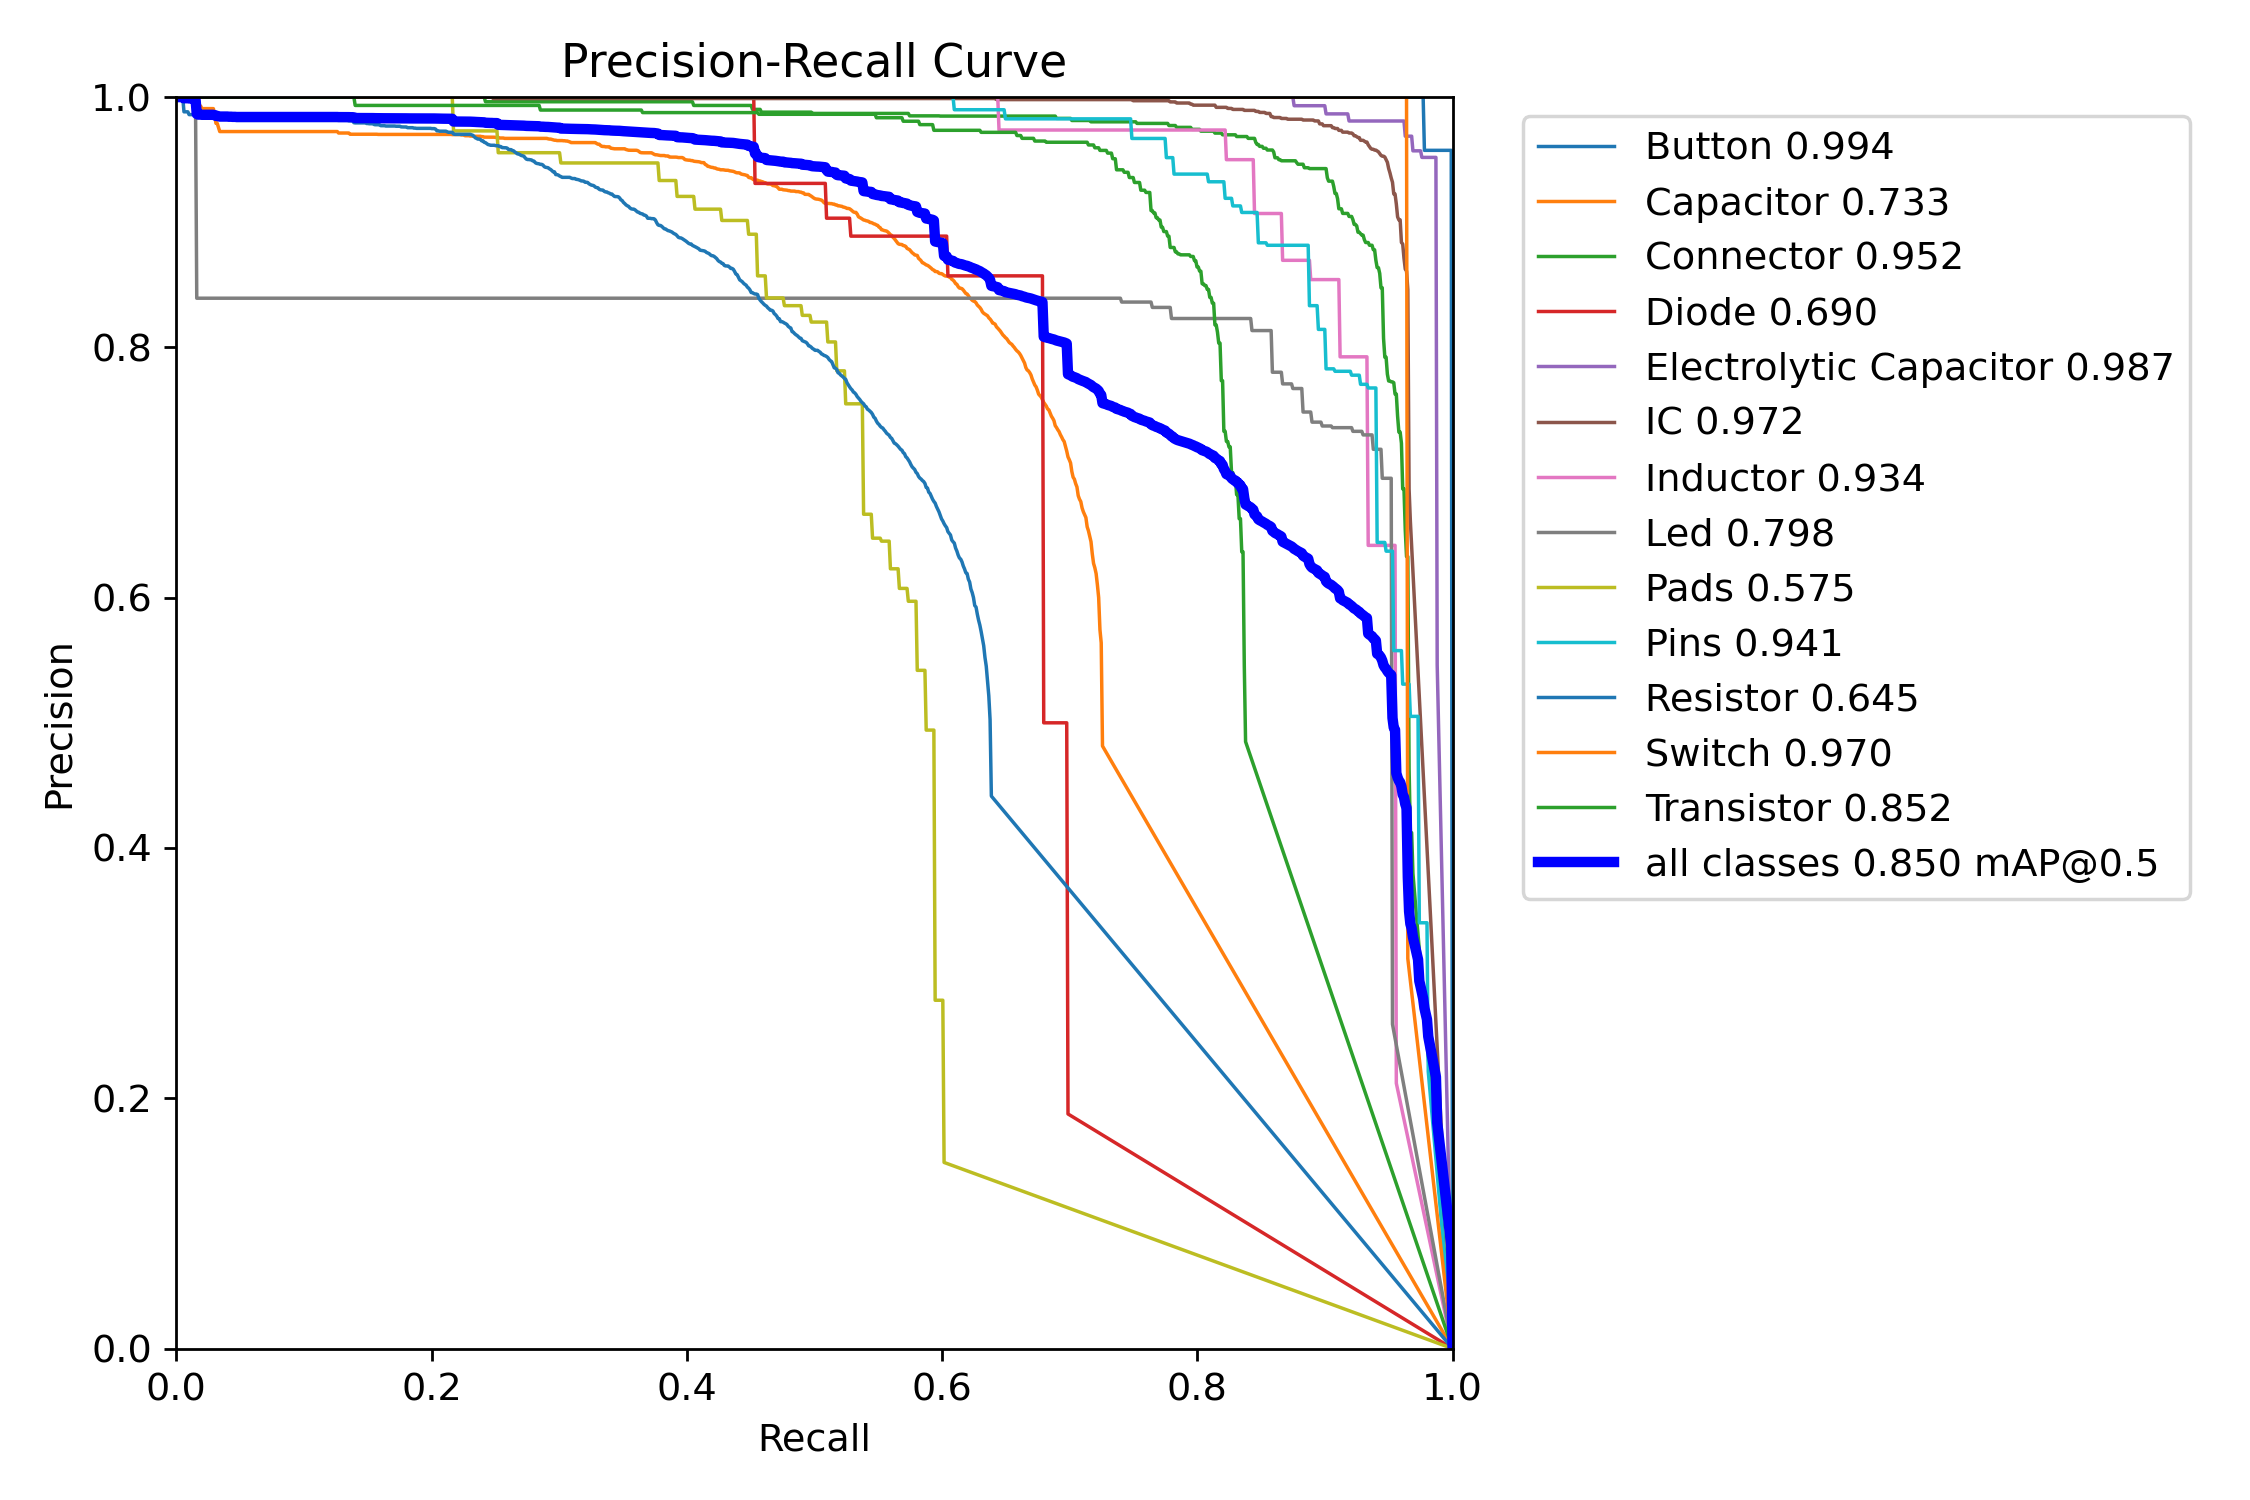 Precision-Recall Curve
1.0
0.8
0.6
0.4
0.2
0.0
Precision
0.0 0.2 0.4 0.6 0.8 1.0
Recall
Button 0.994
Capacitor 0.733
Connector 0.952
Diode 0.690
Electrolytic Capacitor 0.987
IC 0.972
Inductor 0.934
Led 0.798
Pads 0.575
Pins 0.941
Resistor 0.645
Switch 0.970
Transistor 0.852
all classes 0.850 mAP@0.5